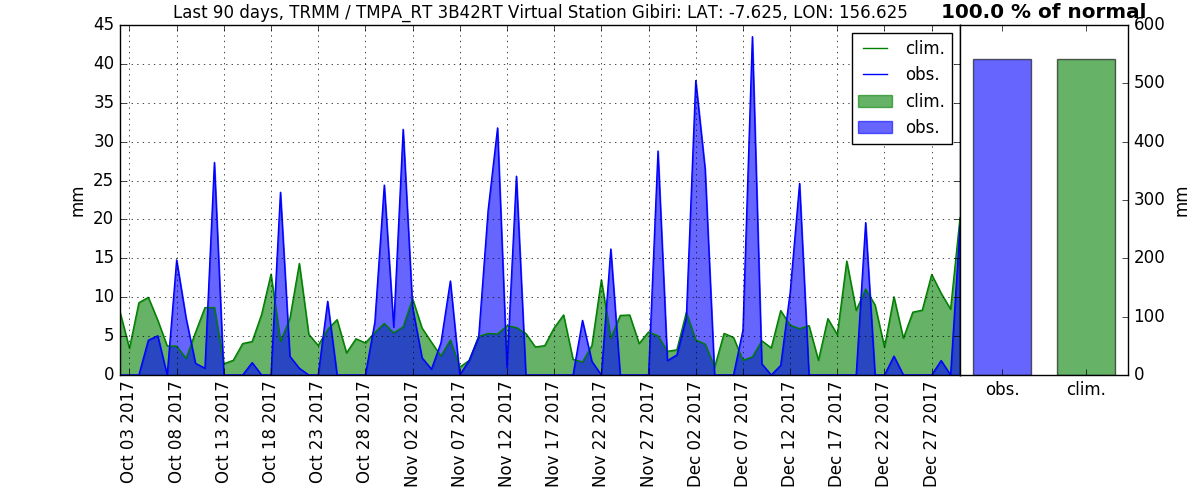 Last 90 days, TRMM / TMPA_RT 3B42RT Virtual Station Gibiri: LAT: -7.625, LON: 156.625
100.0 % of normal
45
40
35
30
25
20
15
10
5
0
mm
clim.
obs.
clim.
obs.
600
500
400
300
200
100
0
mm
obs.
clim.
Oct 03 2017
Oct 08 2017
Oct 13 2017
Oct 18 2017
Oct 23 2017
Oct 28 2017
Nov 02 2017
Nov 07 2017
Nov 12 2017
Nov 17 2017
Nov 22 2017
Nov 27 2017
Dec 02 2017
Dec 07 2017
Dec 12 2017
Dec 17 2017
Dec 22 2017
Dec 27 2017